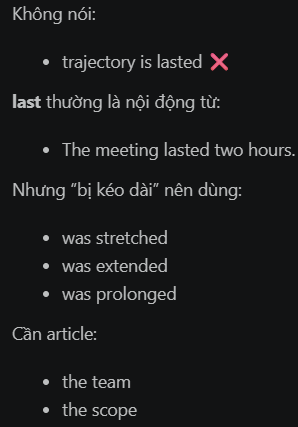 Không nói:
• trajectory is lasted ❌
last thường là nội động từ:
• The meeting lasted two hours.
Nhưng “bị kéo dài” nên dùng:
• was stretched
• was extended
• was prolonged
Cần article:
• the team
• the scope